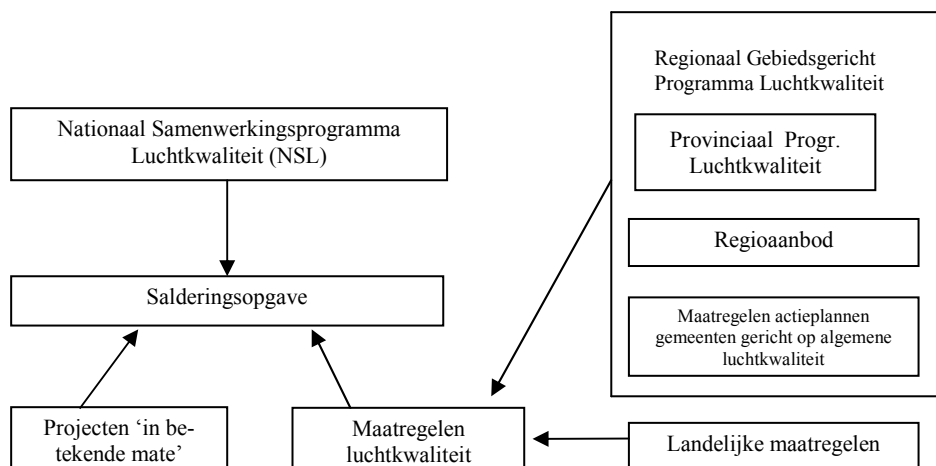 Regionaal Gebiedsgericht
Programma Luchtkwaliteit
Nationaal Samenwerkingsprogramma
Luchtkwaliteit (NSL)
Provinciaal Progr.
Luchtkwaliteit
Regioaanbod
Salderingsopgave
Maatregelen actieplannen
gemeenten gericht op algemene
luchtkwaliteit
Projecten ‘in be-
tekende mate’
Maatregelen
luchtkwaliteit
Landelijke maatregelen